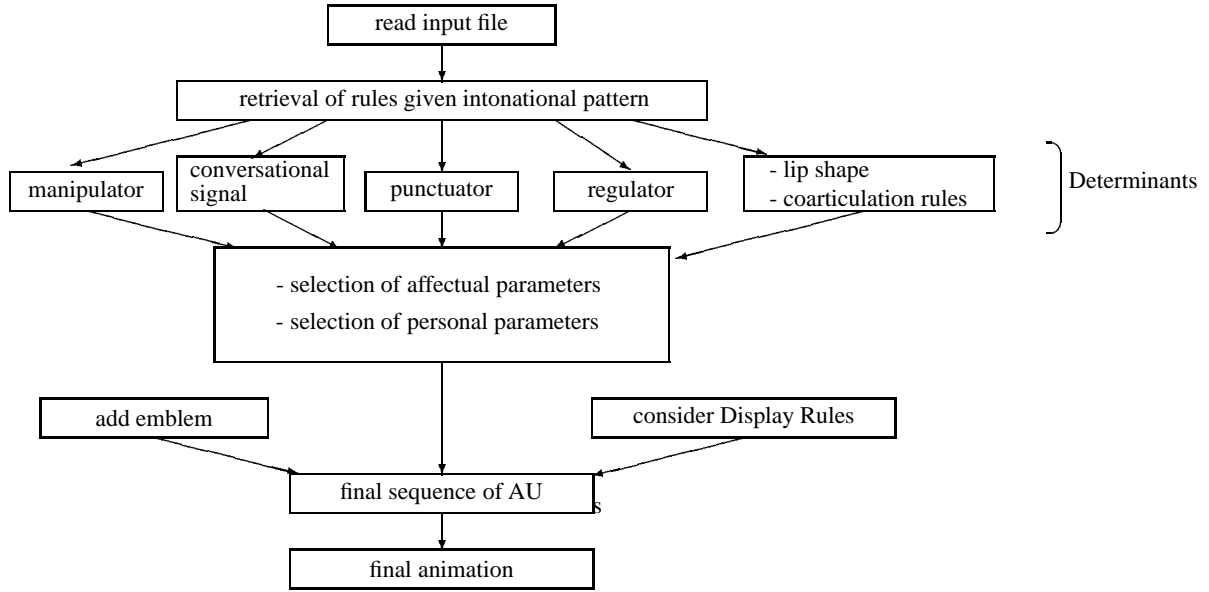 read input file
retrieval of rules given intonational pattern
manipulator
conversational
signal
punctuator
regulator
- lip shape
- coarticulation rules
Determinants
- selection of affectual parameters
- selection of personal parameters
add emblem
consider Display Rules
final sequence of AU
s
final animation